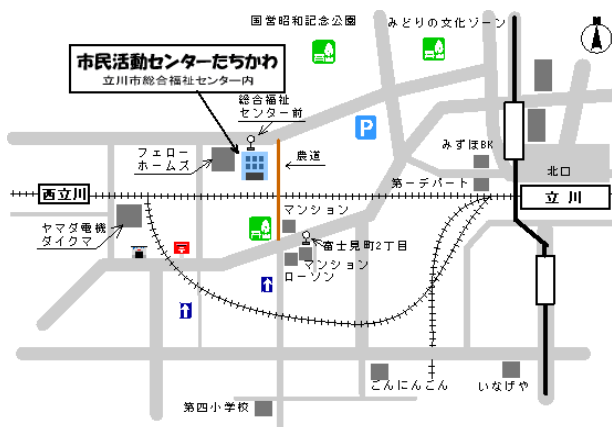 国営昭和記念公園
みどりの文化ゾーン
市民活動センターたちかわ
立川市総合福祉センター内
総合福祉
センター前
P
フェロー
ホームズ
農道
みずほBK
北口
第一デパート
西立川
立川
マンション
ヤマダ電機
ダイクマ
富士見町2丁目
マンション
ローソン
ごんにんごん
いなげや
第四小学校